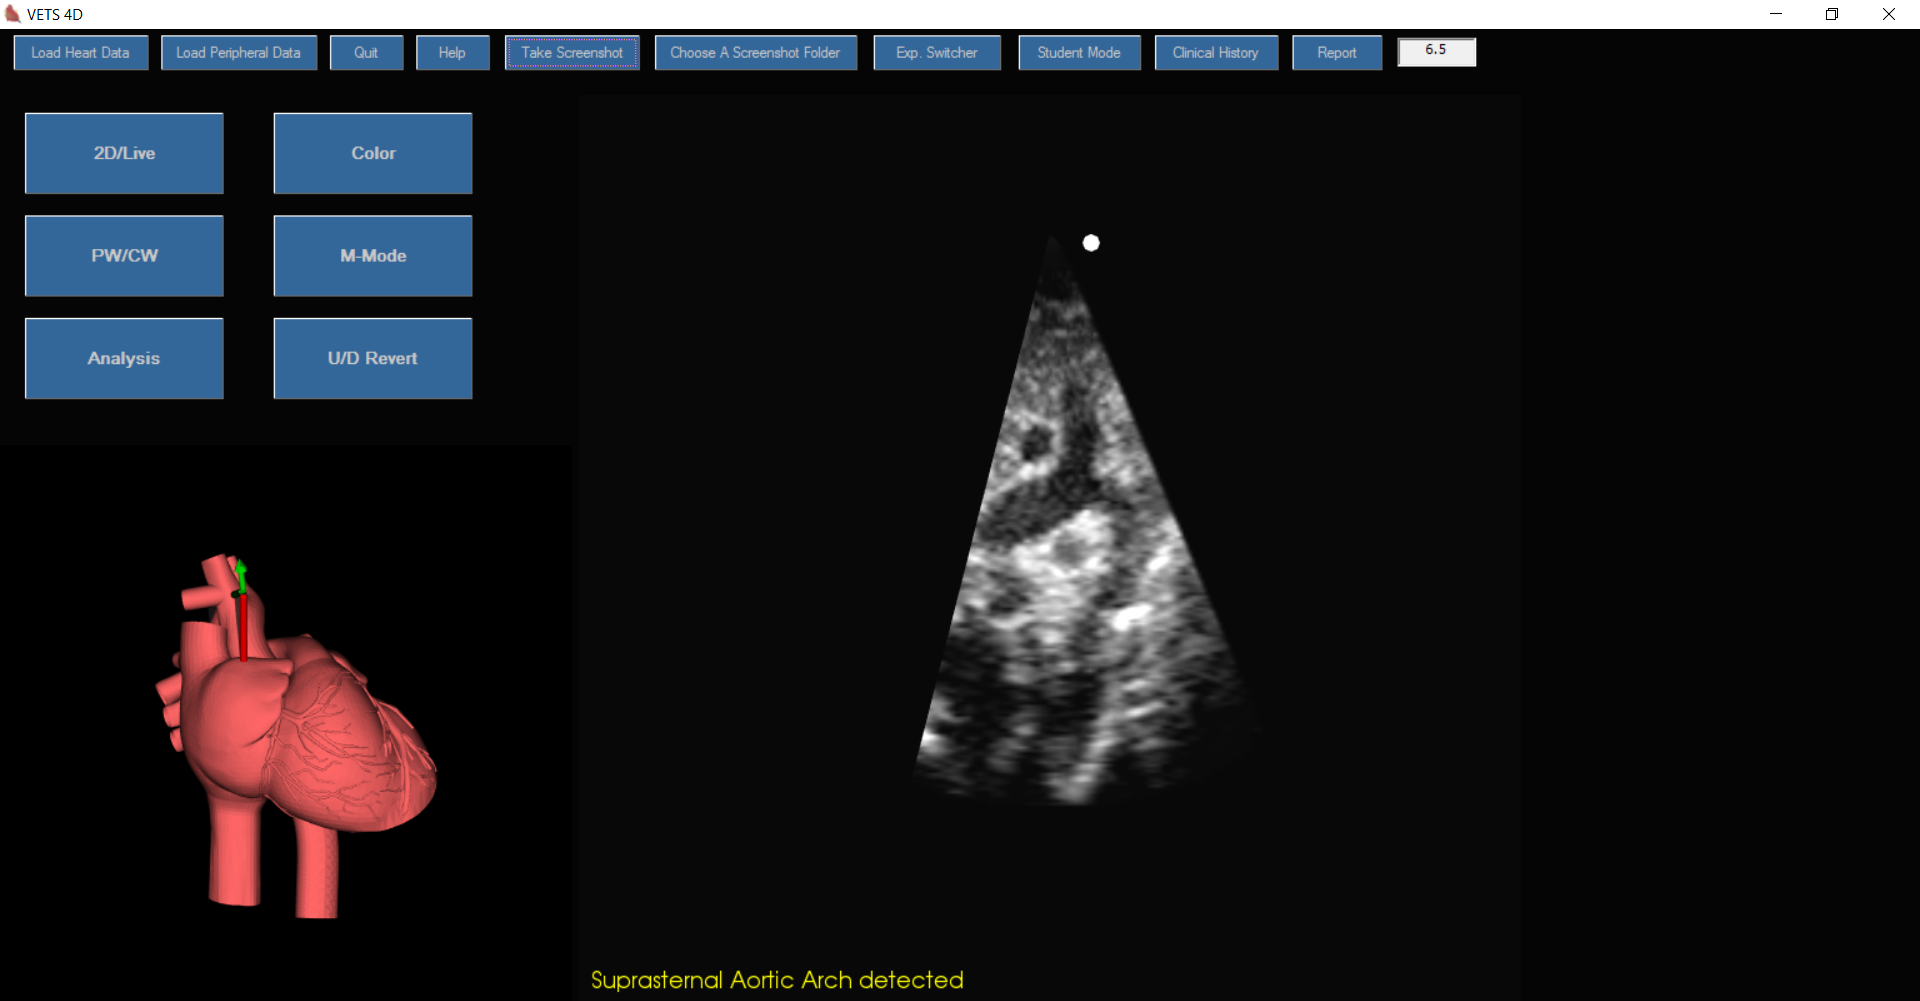 VETS 4D
Load Heart Data
Load Peripheral Data
Quit
Help
Take Screenshot
Choose A Screenshot Folder
Exp. Switcher
Student Mode
Clinical History
Report
6.5
2D/Live
Color
PW/CW
M-Mode
Analysis
U/D Revert
Suprasternal Aortic Arch detected